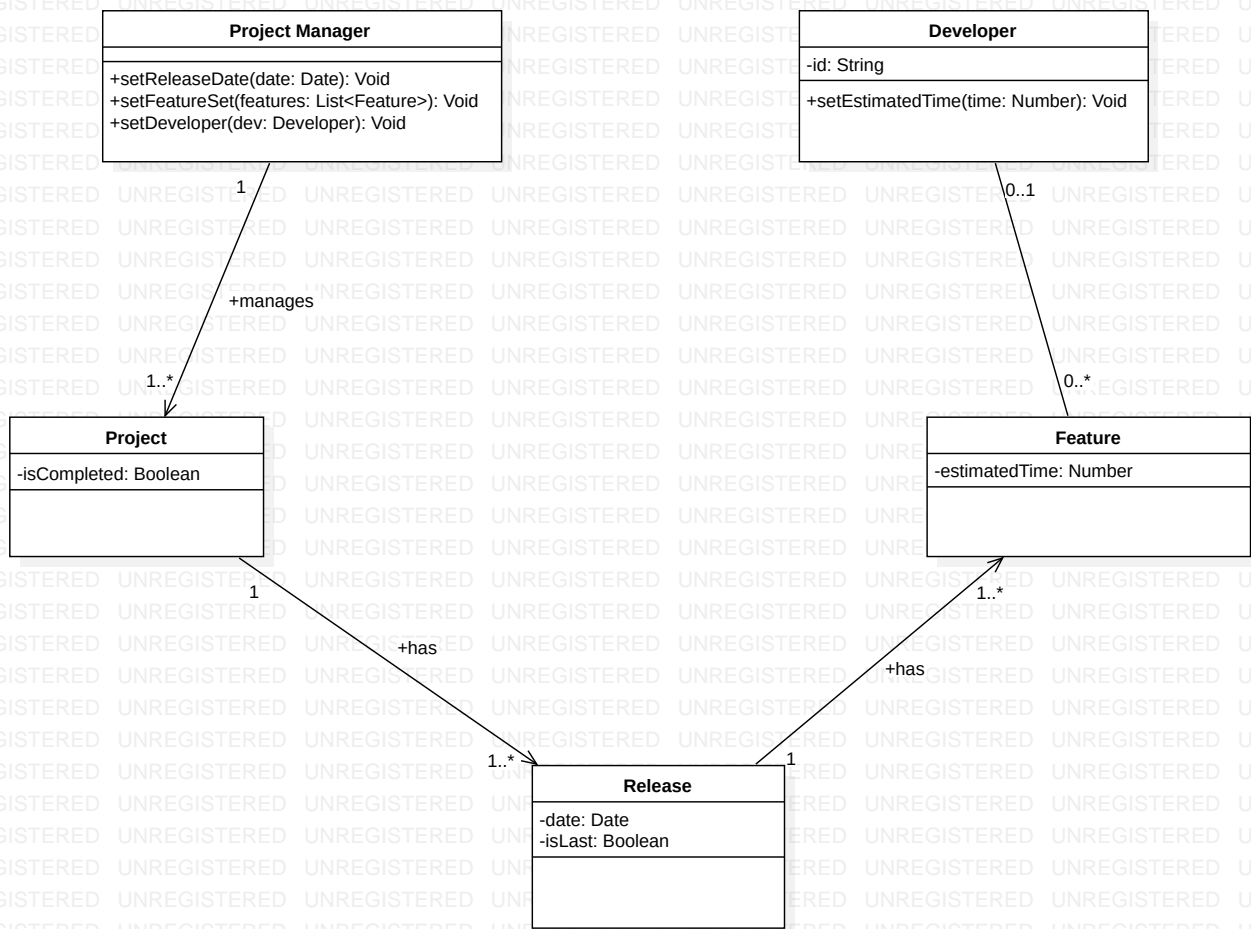 Project Manager
+setReleaseDate(date: Date): Void
+setFeatureSet(features: List<Feature>): Void
+setDeveloper(dev: Developer): Void
Developer
-id: String
+setEstimatedTime(time: Number): Void
1
+manages
1..*
0..1
0..*
Project
-isCompleted: Boolean
Feature
-estimatedTime: Number
1
+has
1..*
1..*
+has
1
Release
-date: Date
-isLast: Boolean
UNREGISTERED